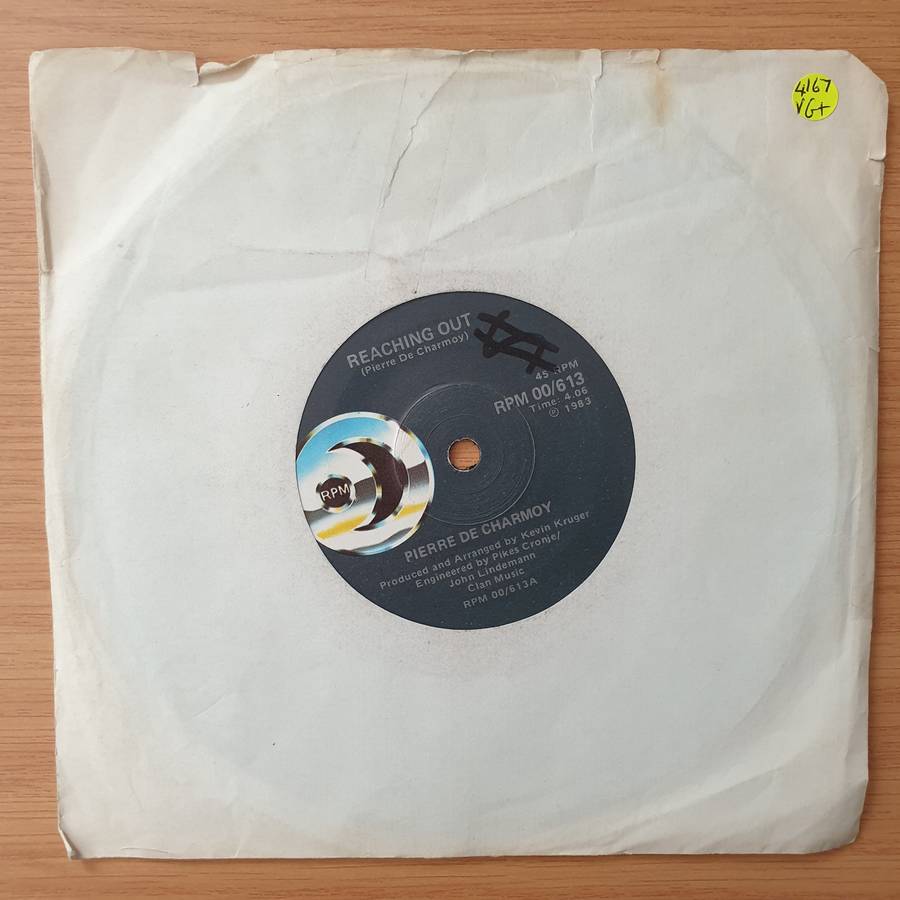 4167
VG+
REACHING OUT
(Pierre De Charmoy)
45 RPM
RPM 00/613
Time: 4.06
℗ 1983
RPM
PIERRE DE CHARMOY
Produced and Arranged by Kevin Kruger
Engineered by Pikes Cronje/
John Lindemann
Clan Music
RPM 00/613A